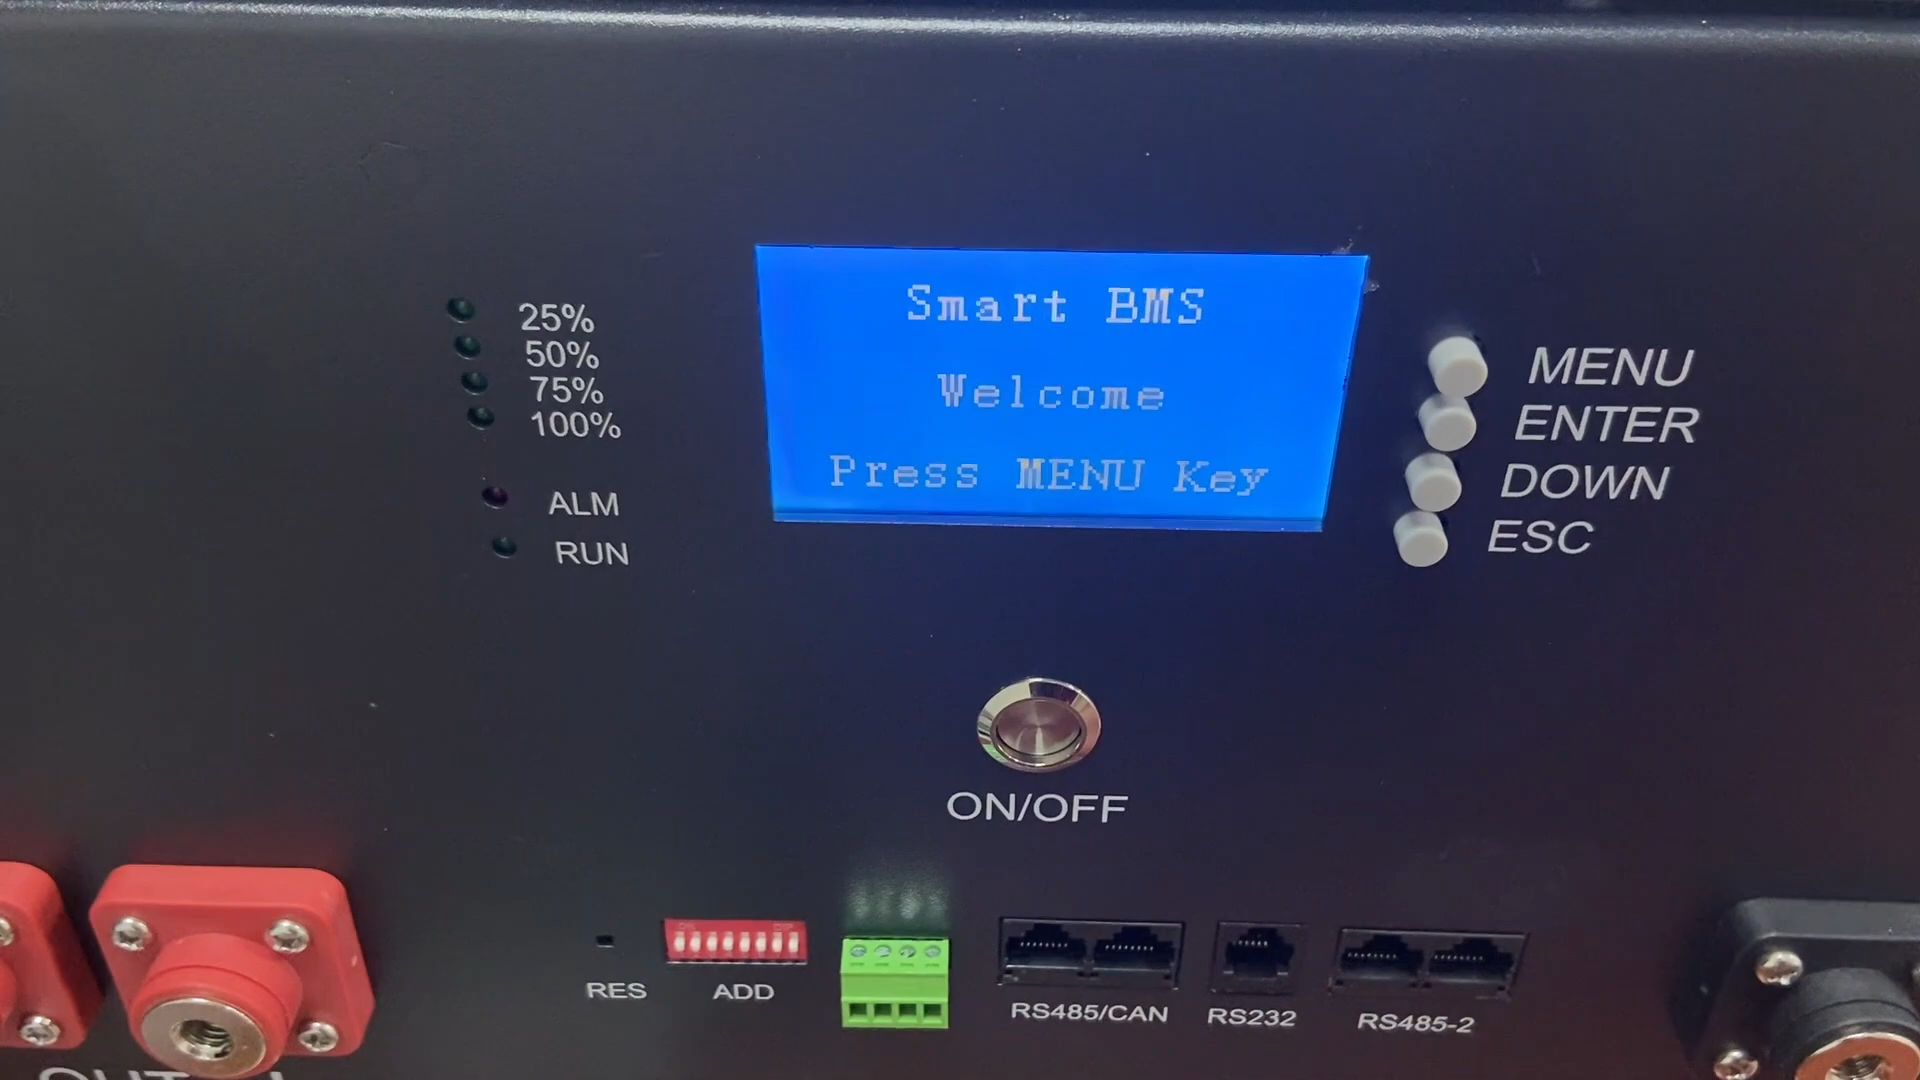 Smart BMS
Welcome
Press MENU Key
25%
50%
75%
100%
ALM
RUN
MENU
ENTER
DOWN
ESC
ON/OFF
RES
ADD
RS485/CAN
RS232
RS485-2